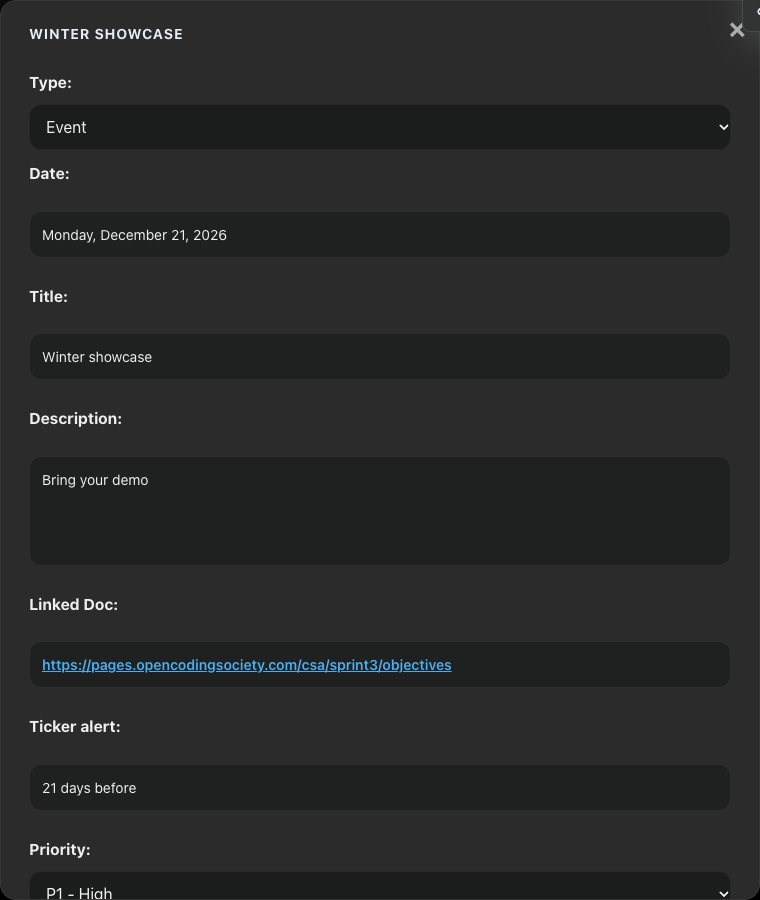 WINTER SHOWCASE
Type:
Event
Date:
Monday, December 21, 2026
Title:
Winter showcase
Description:
Bring your demo
Linked Doc:
https://pages.opencodingsociety.com/csa/sprint3/objectives
Ticker alert:
21 days before
Priority:
P1 - High